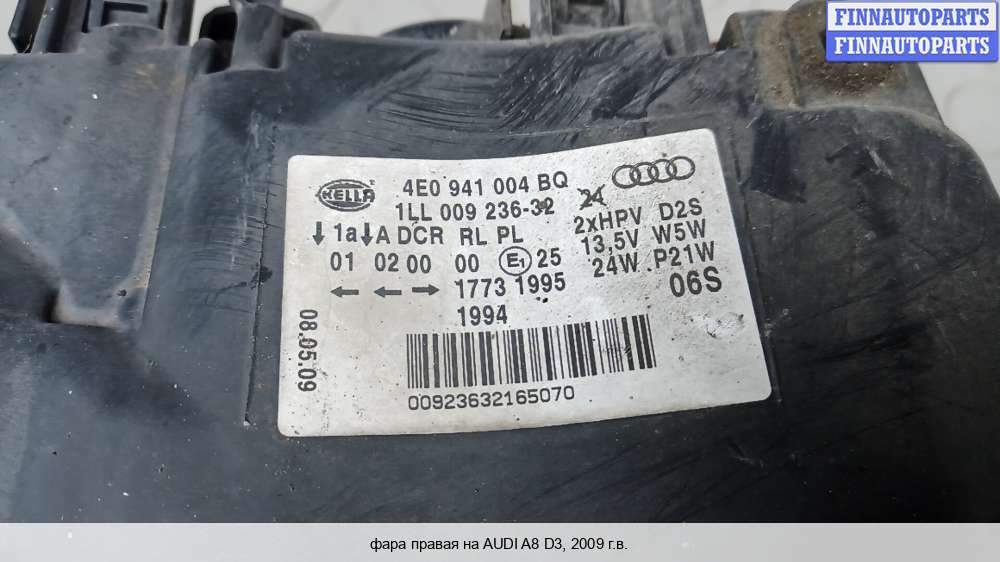 FINNAUTOPARTS
FINNAUTOPARTS
HELLA
4E0 941 004 BQ
1LL 009 236-32
24
2xHPV D2S
↓ 1a ↓ A DCR RL PL
13,5V W5W
01 02 00 00 E1 25
24W P21W
← ← →
1773 1995
06S
1994
08.05.09
00923632165070
фара правая на AUDI A8 D3, 2009 г.в.